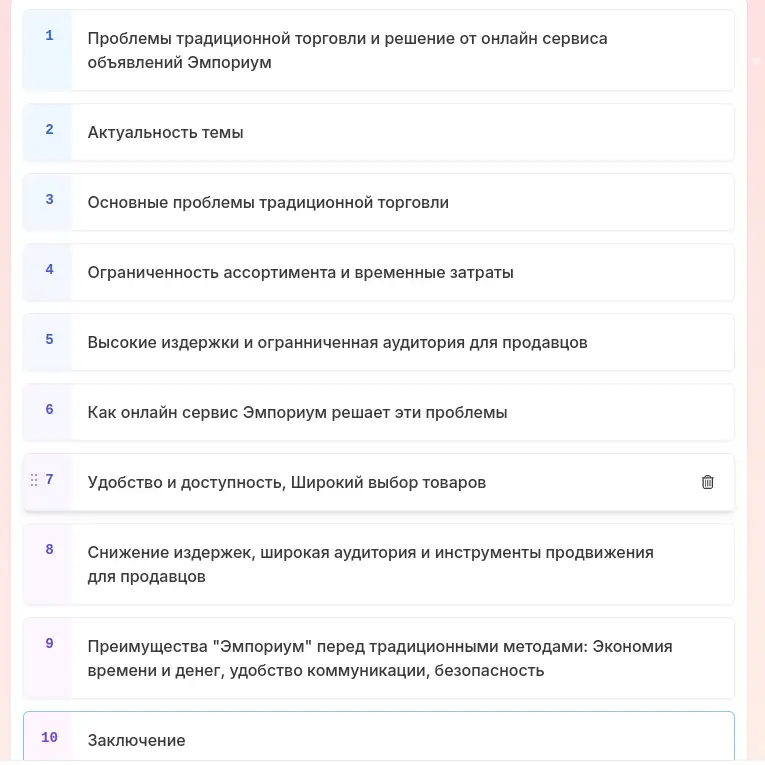 1
Проблемы традиционной торговли и решение от онлайн сервиса
объявлений Эмпориум
2
Актуальность темы
3
Основные проблемы традиционной торговли
4
Ограниченность ассортимента и временные затраты
5
Высокие издержки и огранниченная аудитория для продавцов
6
Как онлайн сервис Эмпориум решает эти проблемы
7
Удобство и доступность, Широкий выбор товаров
8
Снижение издержек, широкая аудитория и инструменты продвижения
для продавцов
9
Преимущества "Эмпориум" перед традиционными методами: Экономия
времени и денег, удобство коммуникации, безопасность
10
Заключение